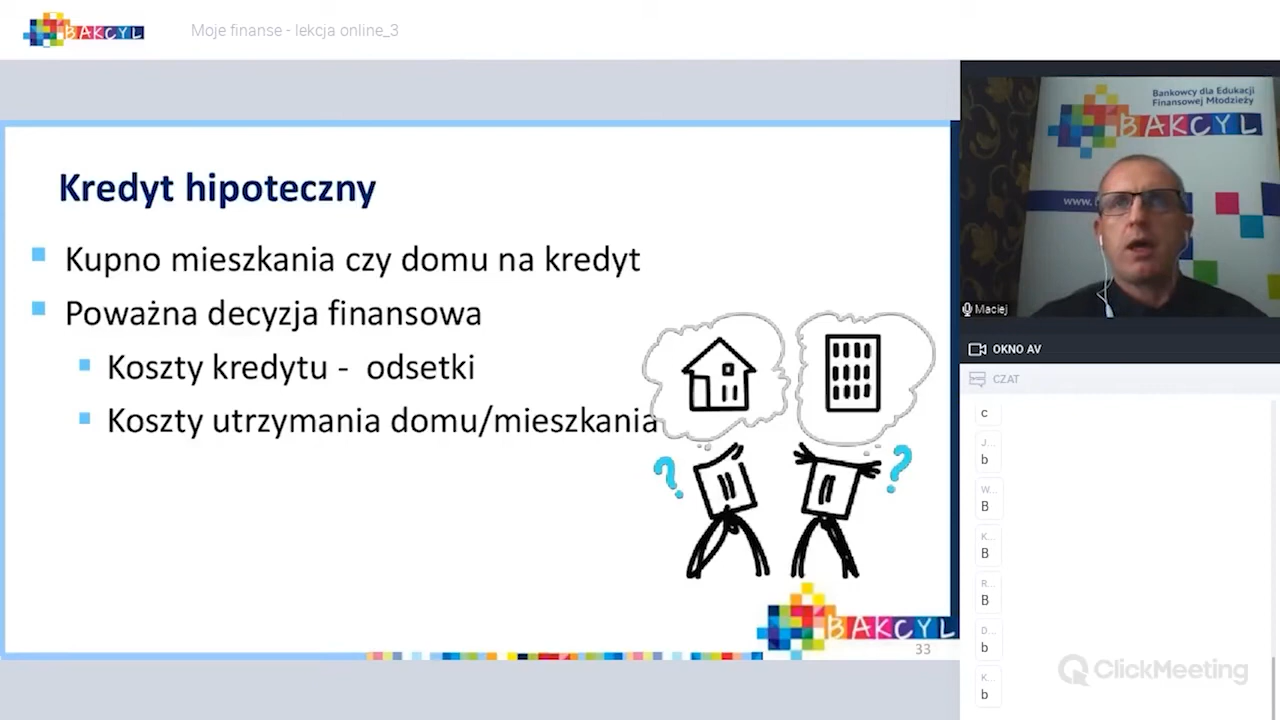 BAKCYL
Moje finanse - lekcja online_3
Kredyt hipoteczny
Kupno mieszkania czy domu na kredyt
Poważna decyzja finansowa
Koszty kredytu - odsetki
Koszty utrzymania domu/mieszkania
?
?
BAKCYL
33
Bankowcy dla Edukacji
Finansowej Młodzieży
BAKCYL
www.
Maciej
OKNO AV
CZAT
c
J...
b
W...
B
K...
B
R...
B
D...
b
K...
b
ClickMeeting